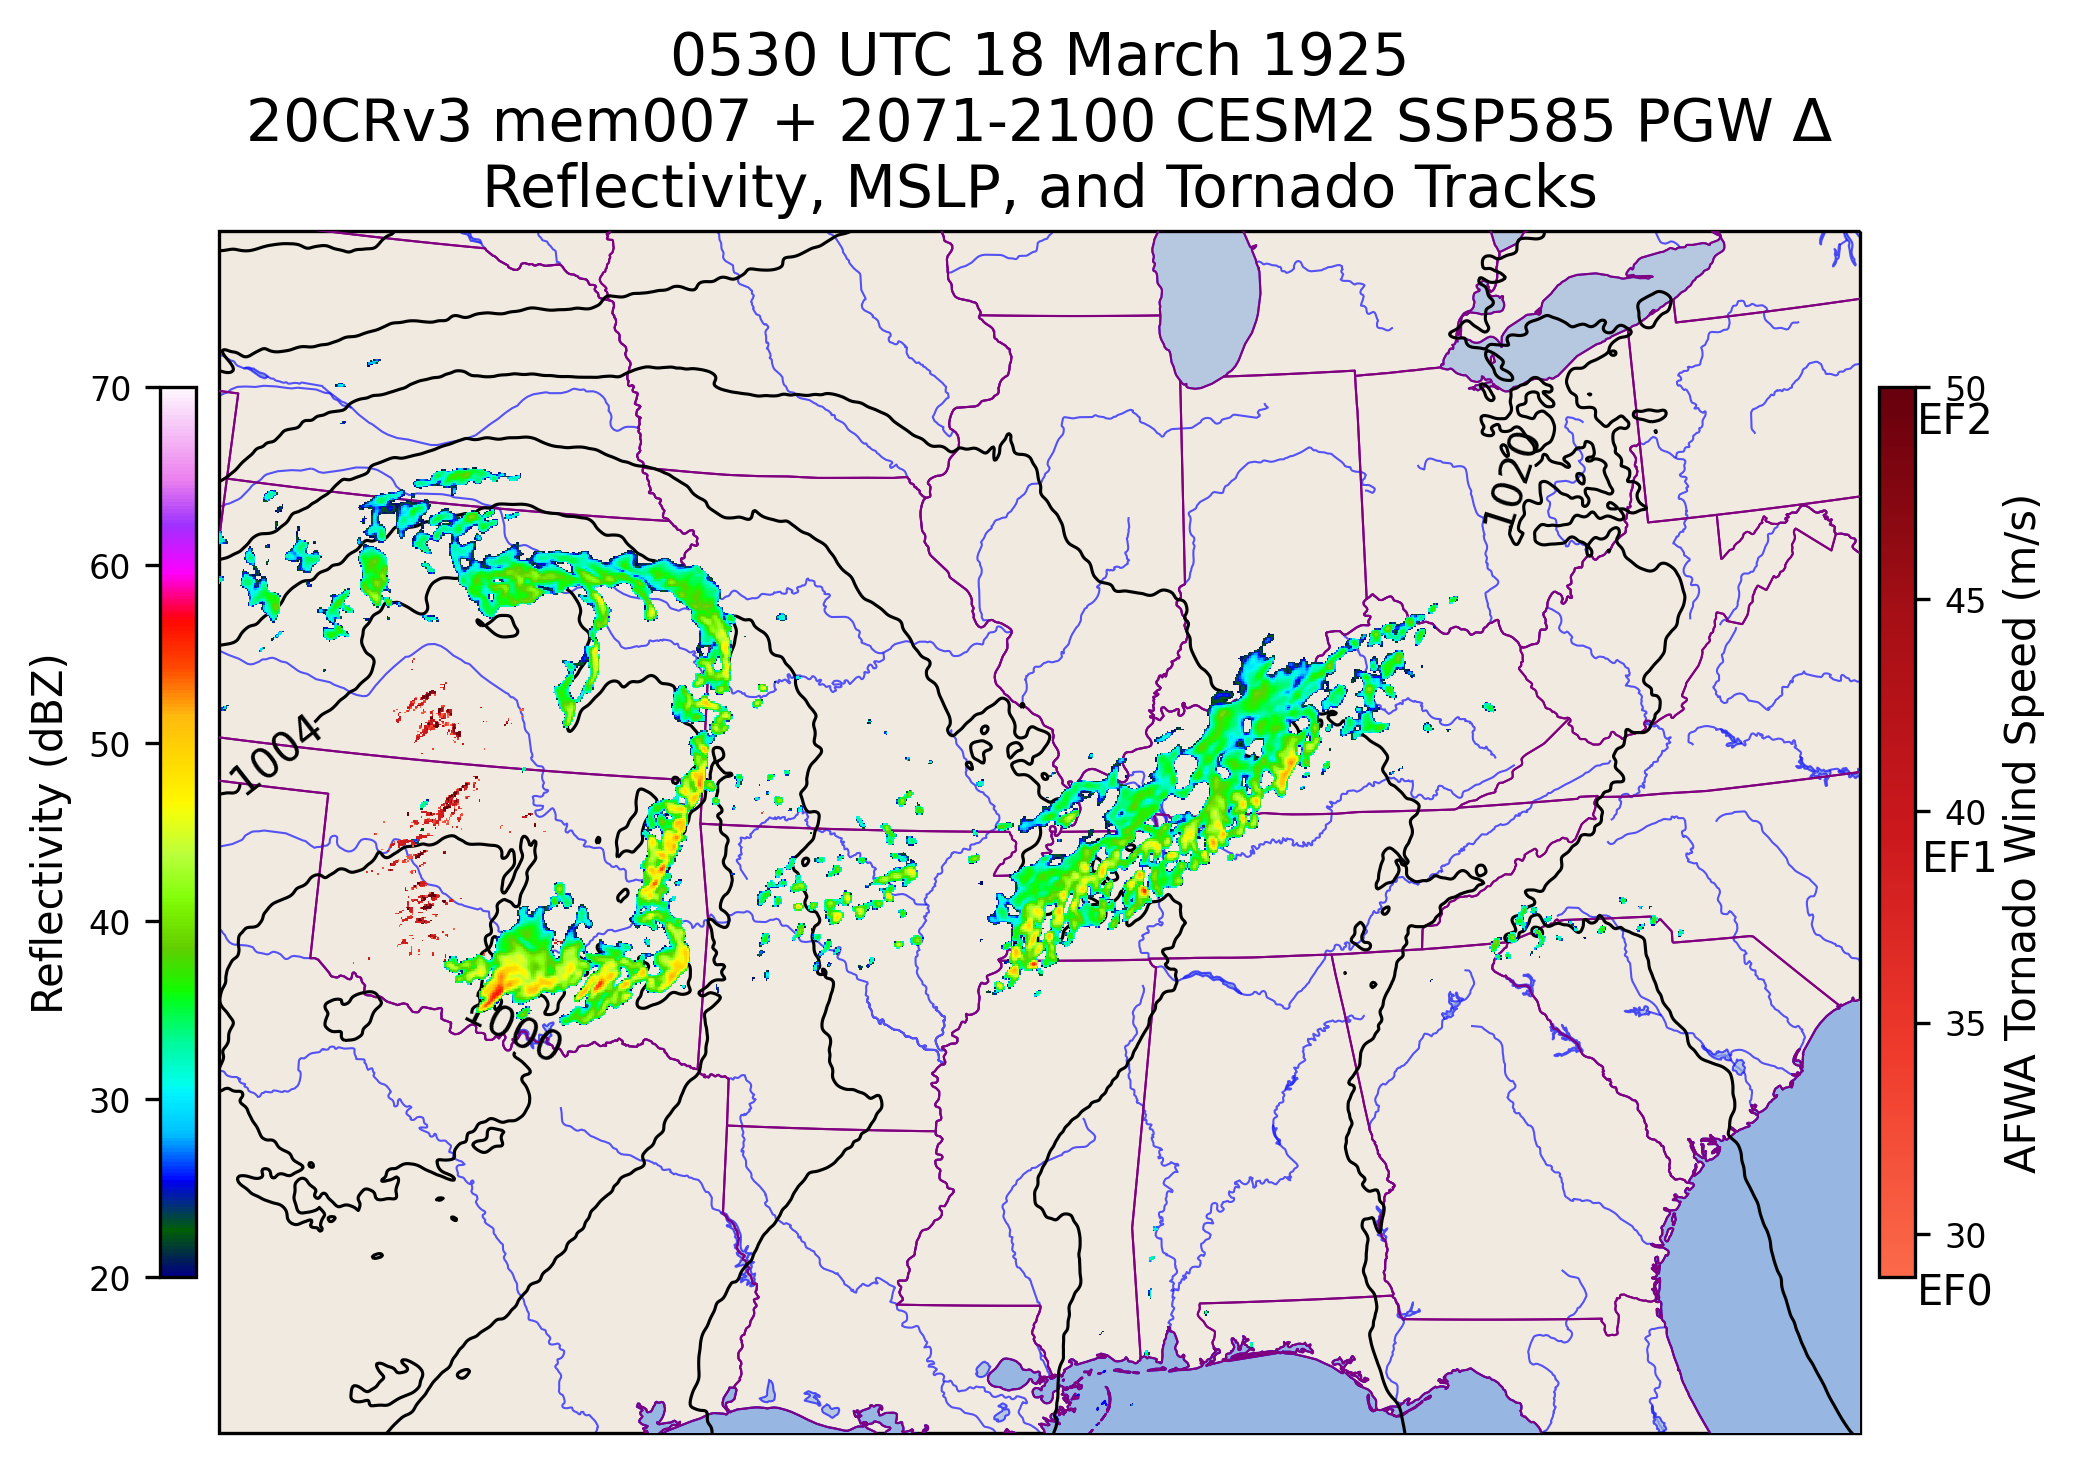 0530 UTC 18 March 1925
20CRv3 mem007 + 2071-2100 CESM2 SSP585 PGW Δ
Reflectivity, MSLP, and Tornado Tracks
Reflectivity (dBZ)
70
60
50
40
30
20
1004
1000
1020
50
EF2
45
40
EF1
35
30
EF0
AFWA Tornado Wind Speed (m/s)